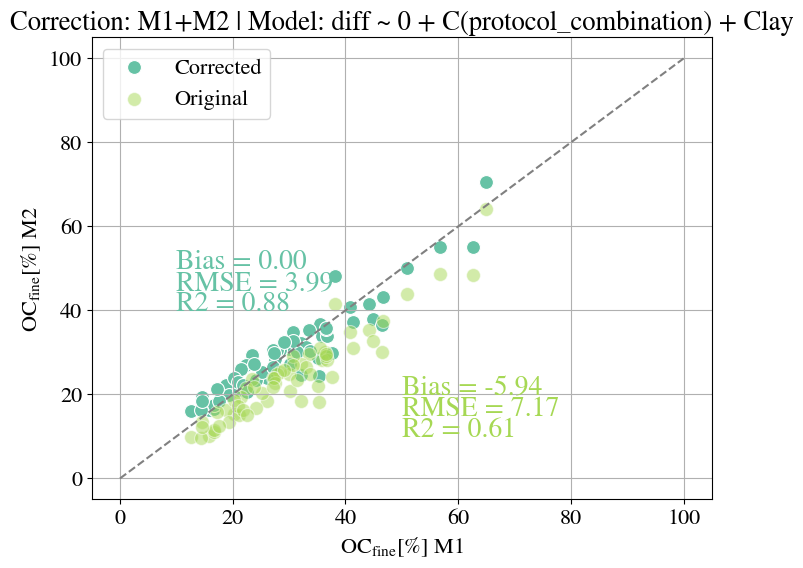 Correction: M1+M2 | Model: diff ~ 0 + C(protocol_combination) + Clay
Corrected
Original
100
80
60
40
20
0
OC_fine[%] M2
Bias = 0.00
RMSE = 3.99
R2 = 0.88
Bias = -5.94
RMSE = 7.17
R2 = 0.61
0 20 40 60 80 100
OC_fine[%] M1